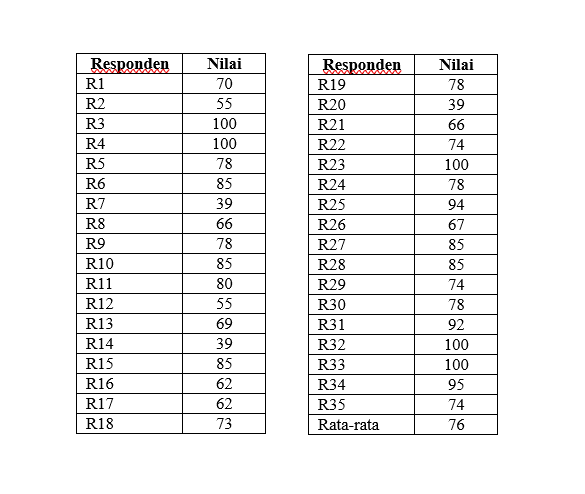 Responden Nilai
R1 70
R2 55
R3 100
R4 100
R5 78
R6 85
R7 39
R8 66
R9 78
R10 85
R11 80
R12 55
R13 69
R14 39
R15 85
R16 62
R17 62
R18 73
Responden Nilai
R19 78
R20 39
R21 66
R22 74
R23 100
R24 78
R25 94
R26 67
R27 85
R28 85
R29 74
R30 78
R31 92
R32 100
R33 100
R34 95
R35 74
Rata-rata 76